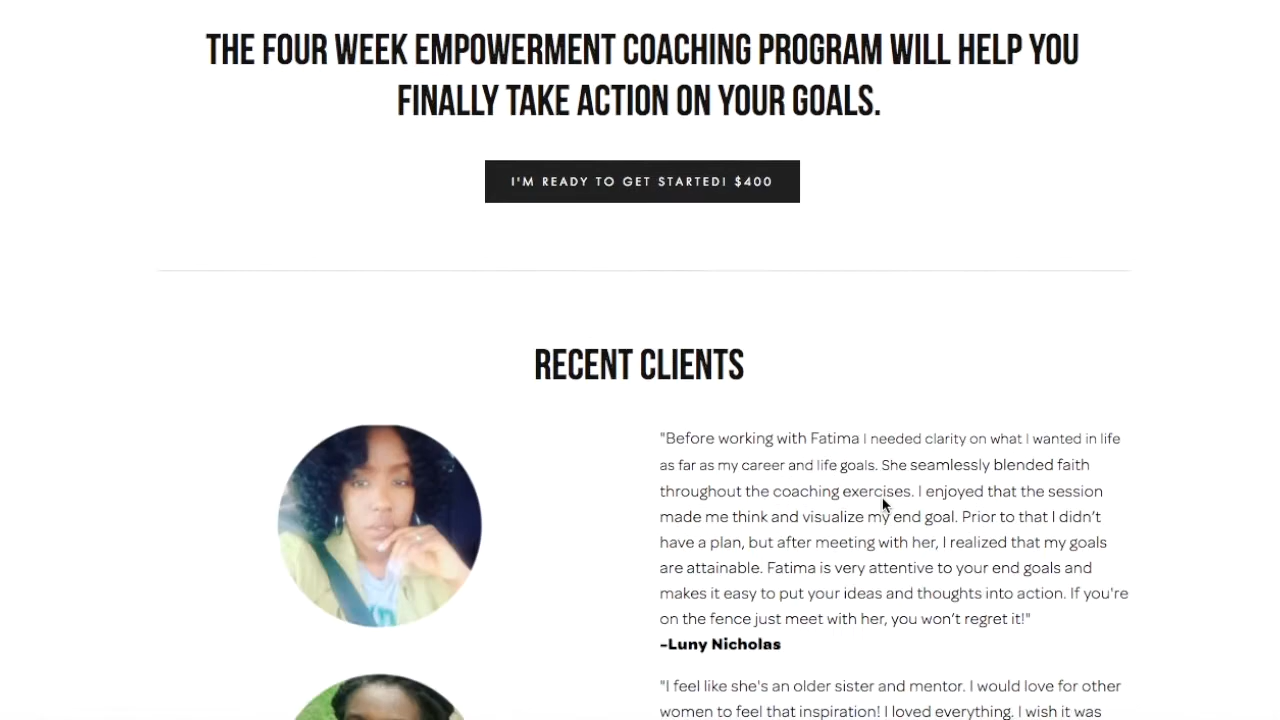 THE FOUR WEEK EMPOWERMENT COACHING PROGRAM WILL HELP YOU
FINALLY TAKE ACTION ON YOUR GOALS.
I'M READY TO GET STARTED! $400
RECENT CLIENTS
"Before working with Fatima I needed clarity on what I wanted in life
as far as my career and life goals. She seamlessly blended faith
throughout the coaching exercises. I enjoyed that the session
made me think and visualize my end goal. Prior to that I didn't
have a plan, but after meeting with her, I realized that my goals
are attainable. Fatima is very attentive to your end goals and
makes it easy to put your ideas and thoughts into action. If you're
on the fence just meet with her, you won't regret it!"
-Luny Nicholas
"I feel like she's an older sister and mentor. I would love for other
women to feel that inspiration! I loved everything. I wish it was